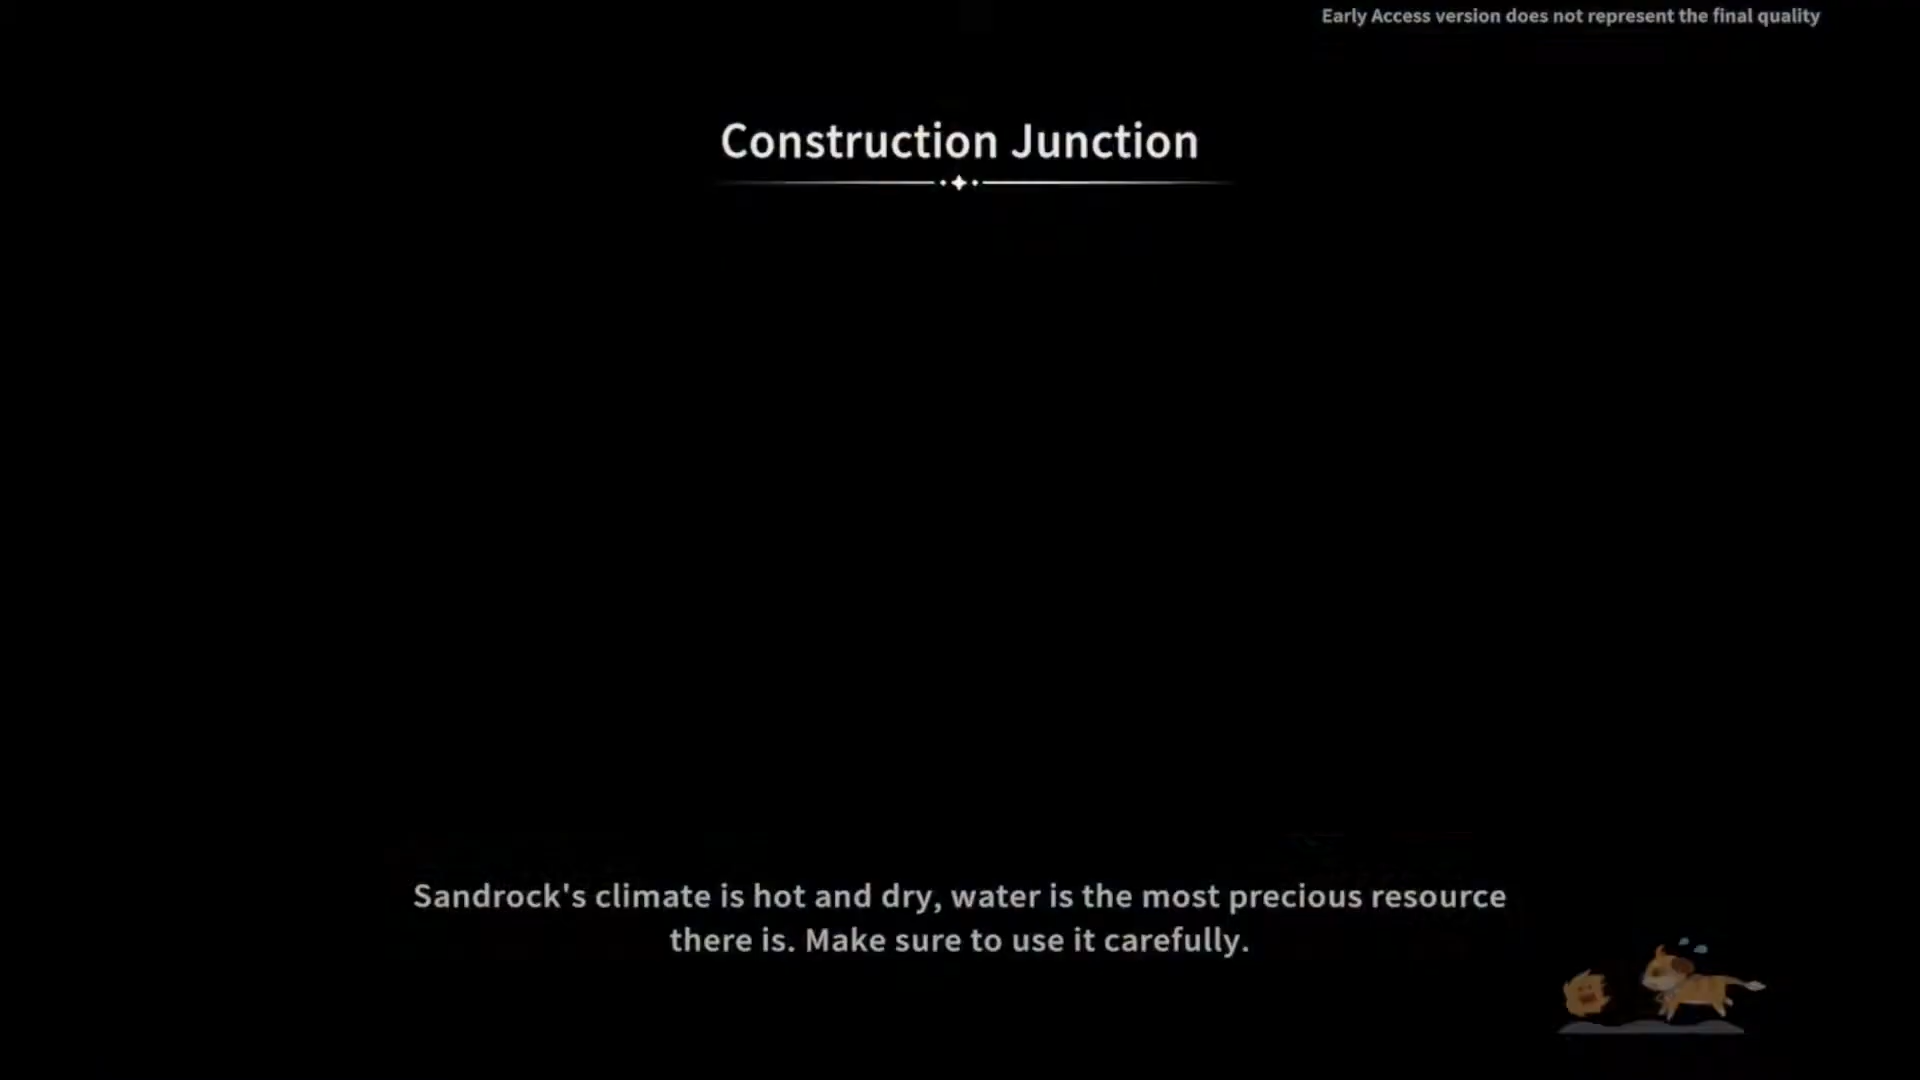 Early Access version does not represent the final quality
Construction Junction
Sandrock's climate is hot and dry, water is the most precious resource
there is. Make sure to use it carefully.